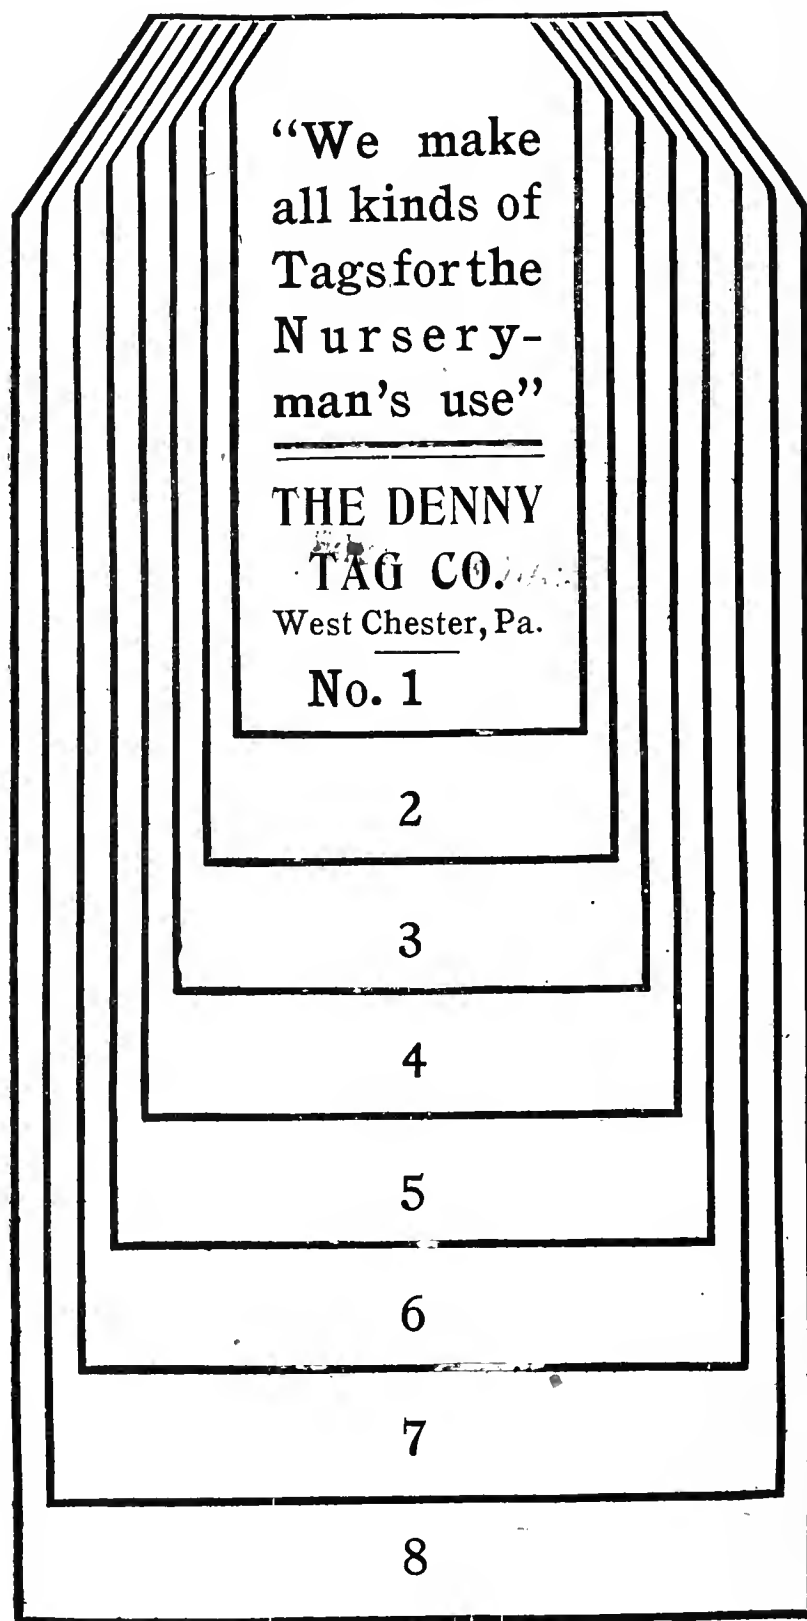 “We make
all kinds of
Tags for the
Nursery-
man’s use”
THE DENNY
TAG CO.
West Chester, Pa.
No. 1
2
3
4
5
6
7
8